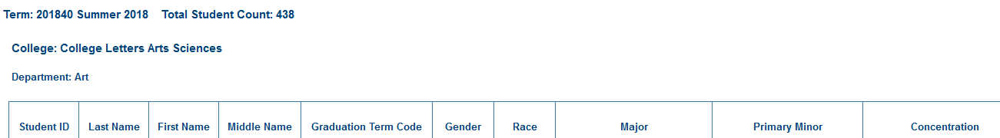 Term: 201840 Summer 2018 Total Student Count: 438
College: College Letters Arts Sciences
Department: Art
Student ID Last Name First Name Middle Name Graduation Term Code Gender Race Major Primary Minor Concentration